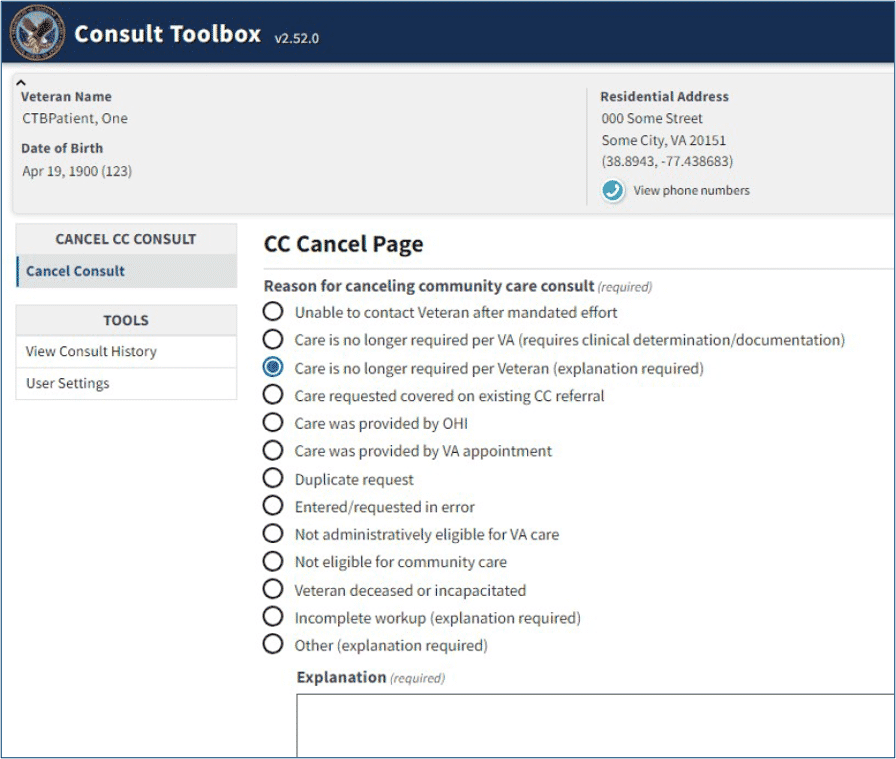 Consult Toolbox v2.52.0
Veteran Name
CTBPatient, One
Date of Birth
Apr 19, 1900 (123)
Residential Address
000 Some Street
Some City, VA 20151
(38.8943, -77.438683)
View phone numbers
CANCEL CC CONSULT
Cancel Consult
TOOLS
View Consult History
User Settings
CC Cancel Page
Reason for canceling community care consult (required)
Unable to contact Veteran after mandated effort
Care is no longer required per VA (requires clinical determination/documentation)
Care is no longer required per Veteran (explanation required)
Care requested covered on existing CC referral
Care was provided by OHI
Care was provided by VA appointment
Duplicate request
Entered/requested in error
Not administratively eligible for VA care
Not eligible for community care
Veteran deceased or incapacitated
Incomplete workup (explanation required)
Other (explanation required)
Explanation (required)